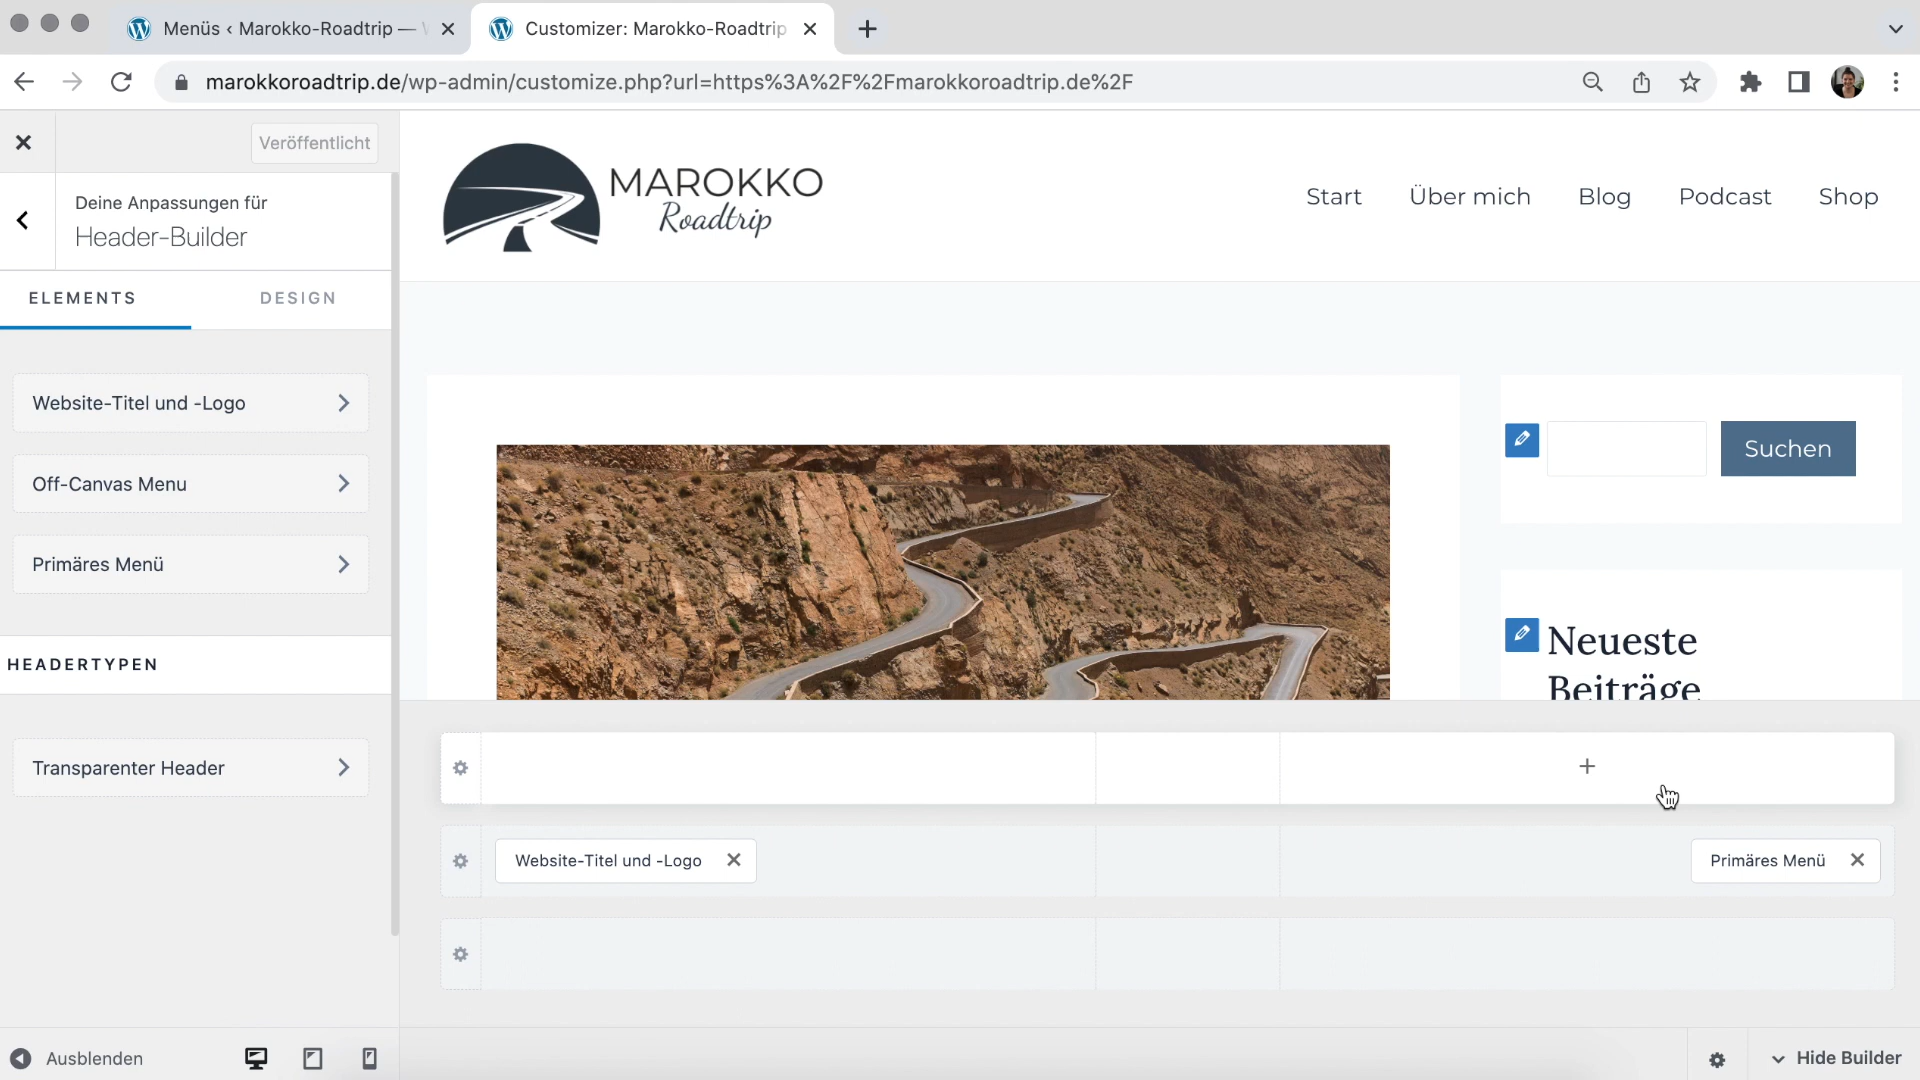 Menüs ‹ Marokko-Roadtrip —
Customizer: Marokko-Roadtrip
marokkoroadtrip.de/wp-admin/customize.php?url=https%3A%2F%2Fmarokkoroadtrip.de%2F
Veröffentlicht
Deine Anpassungen für
Header-Builder
ELEMENTS
DESIGN
Website-Titel und -Logo
Off-Canvas Menu
Primäres Menü
HEADERTYPEN
Transparenter Header
Ausblenden
MAROKKO
Roadtrip
Start
Über mich
Blog
Podcast
Shop
Suchen
Neueste
Beiträge
Website-Titel und -Logo
Primäres Menü
Hide Builder